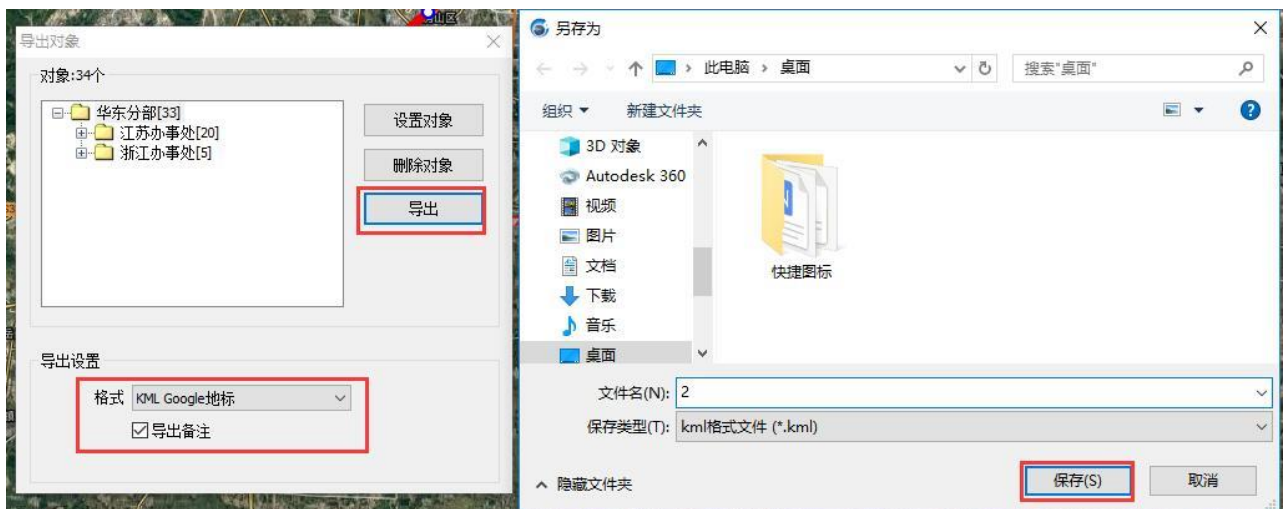 导出对象
对象:34个
华东分部[33]
江苏办事处[20]
浙江办事处[5]
设置对象
删除对象
导出
导出设置
格式 KML Google地标
导出备注
另存为
此电脑 › 桌面
搜索"桌面"
组织 新建文件夹
3D 对象
Autodesk 360
视频
图片
文档
下载
音乐
桌面
快捷图标
文件名(N): 2
保存类型(T): kml格式文件 (*.kml)
隐藏文件夹
保存(S) 取消